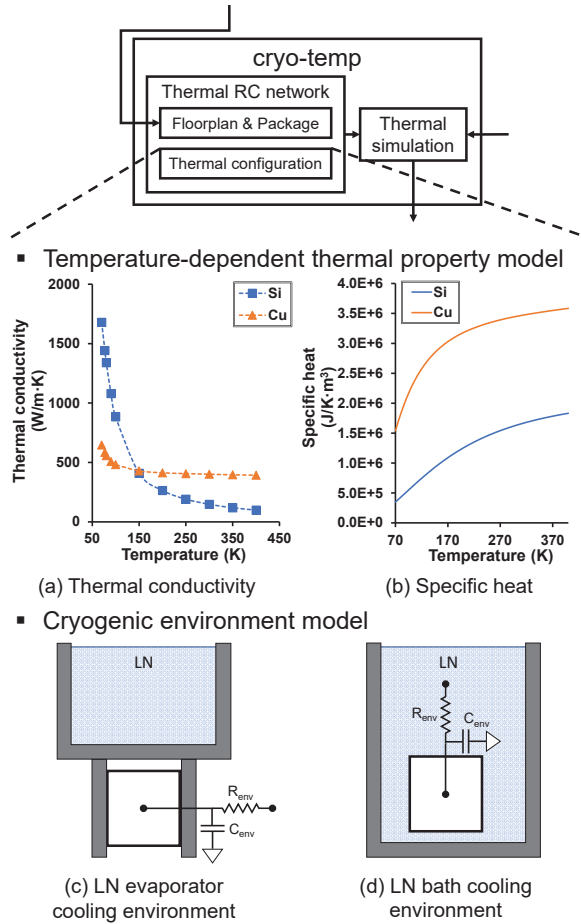 cryo-temp
Thermal RC network
Floorplan & Package
Thermal configuration
Thermal
simulation
▪ Temperature-dependent thermal property model
Thermal conductivity
(W/m·K)
2000
1500
1000
500
0
Si
Cu
50
150
250
350
450
Temperature (K)
(a) Thermal conductivity
Specific heat
(J/K·m³)
4.0E+6
3.5E+6
3.0E+6
2.5E+6
2.0E+6
1.5E+6
1.0E+6
5.0E+5
0.0E+0
Si
Cu
70
170
270
370
Temperature (K)
(b) Specific heat
▪ Cryogenic environment model
LN
Renv
Cenv
(c) LN evaporator
cooling environment
LN
Renv
Cenv
(d) LN bath cooling
environment